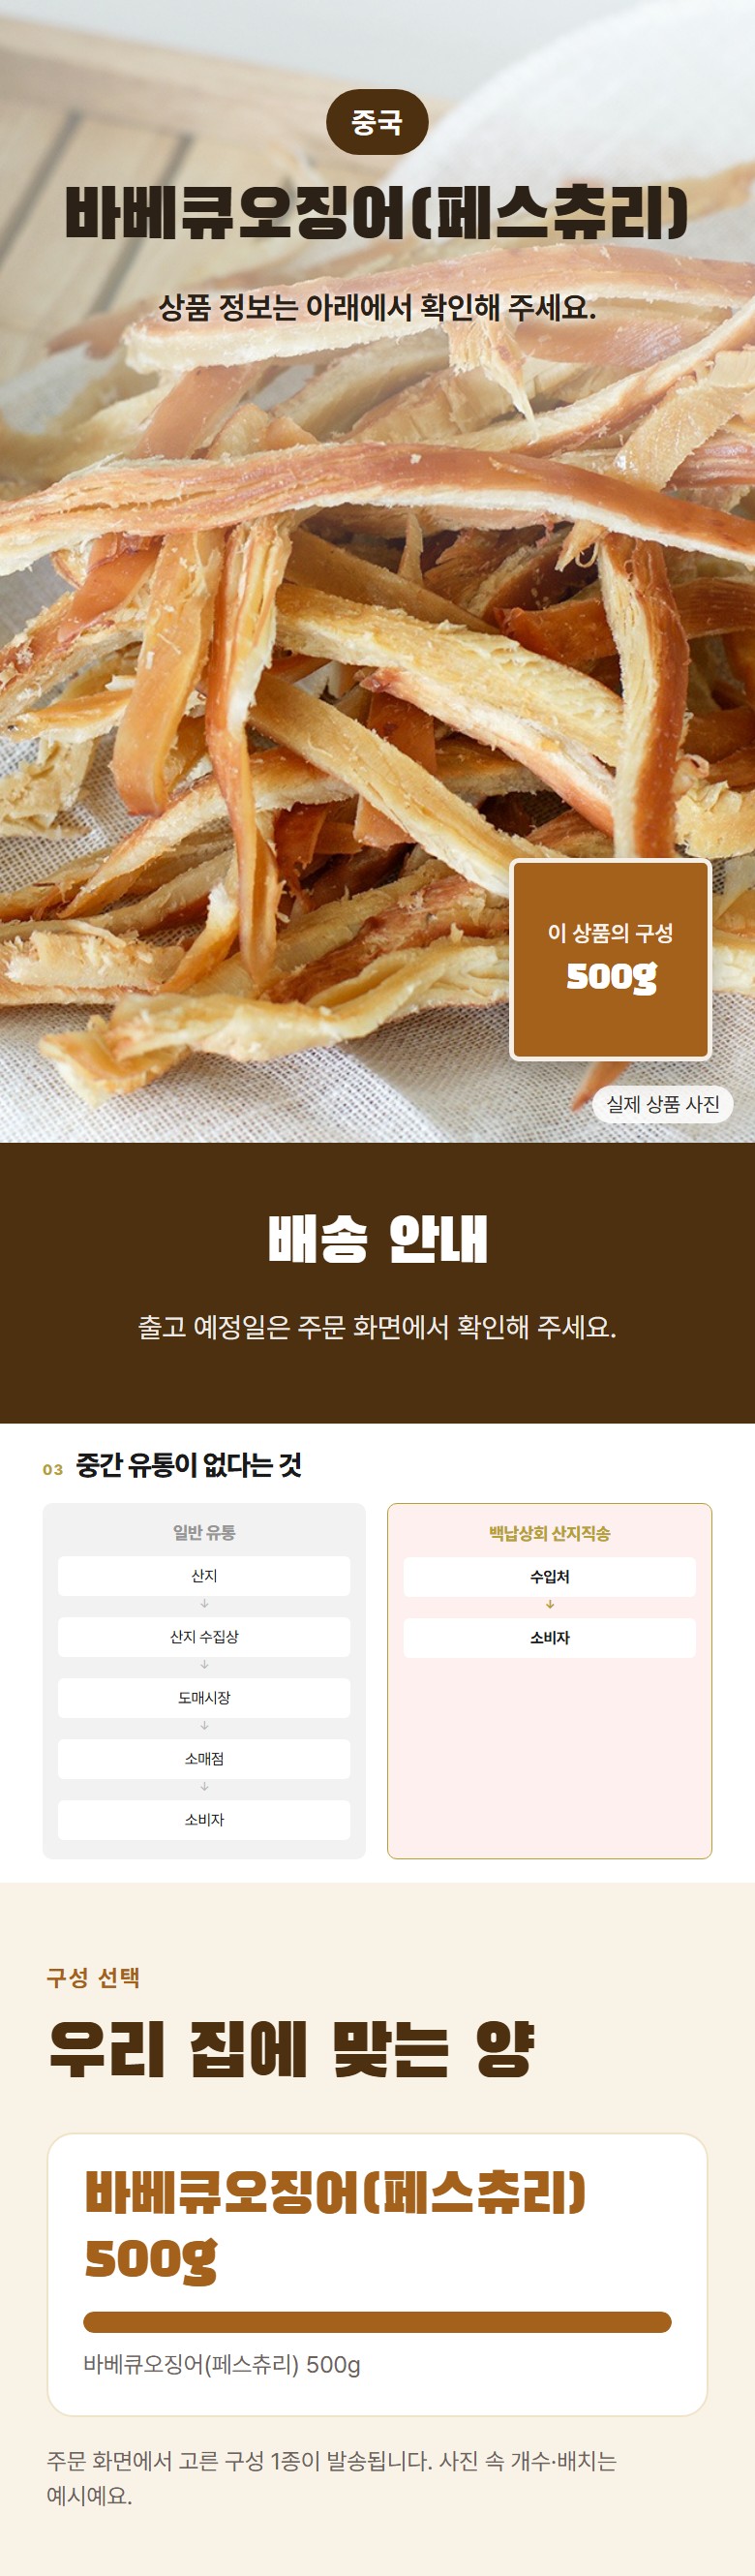 중국
바베큐오징어(페스츄리)
상품 정보는 아래에서 확인해 주세요.
이 상품의 구성
500g
실제 상품 사진
배송 안내
출고 예정일은 주문 화면에서 확인해 주세요.
03 중간 유통이 없다는 것
일반 유통
산지
↓
산지 수집상
↓
도매시장
↓
소매점
↓
소비자
백납상회 산지직송
수입처
↓
소비자
구성 선택
우리 집에 맞는 양
바베큐오징어(페스츄리)
500g
바베큐오징어(페스츄리) 500g
주문 화면에서 고른 구성 1종이 발송됩니다. 사진 속 개수·배치는
예시예요.